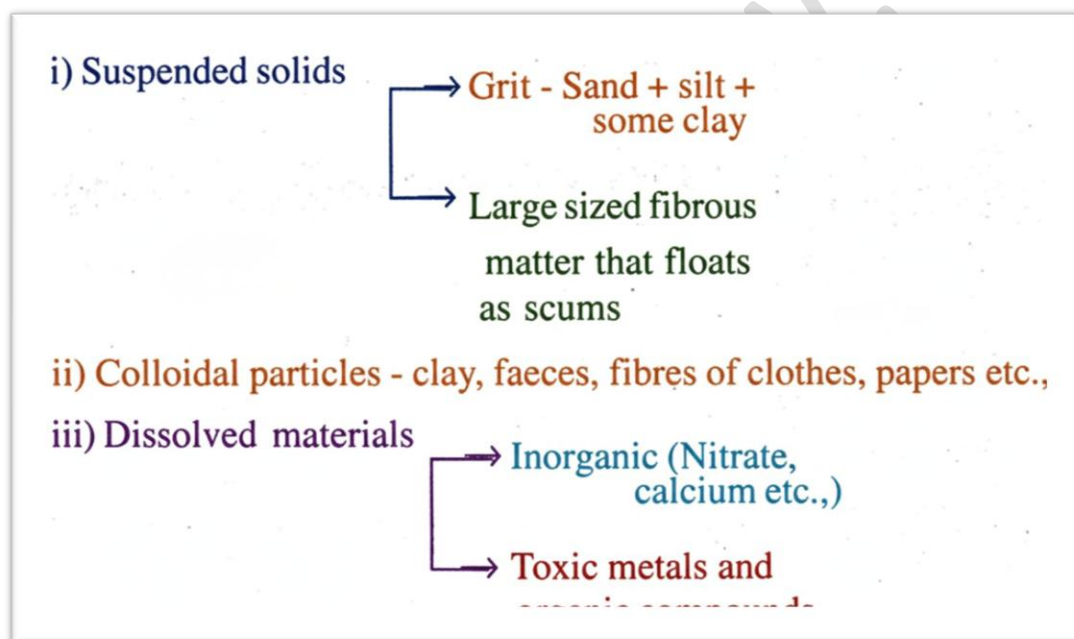 i) Suspended solids
Grit - Sand + silt +
some clay
Large sized fibrous
matter that floats
as scums
ii) Colloidal particles - clay, faeces, fibres of clothes, papers etc.,
iii) Dissolved materials
Inorganic (Nitrate,
calcium etc.,)
Toxic metals and